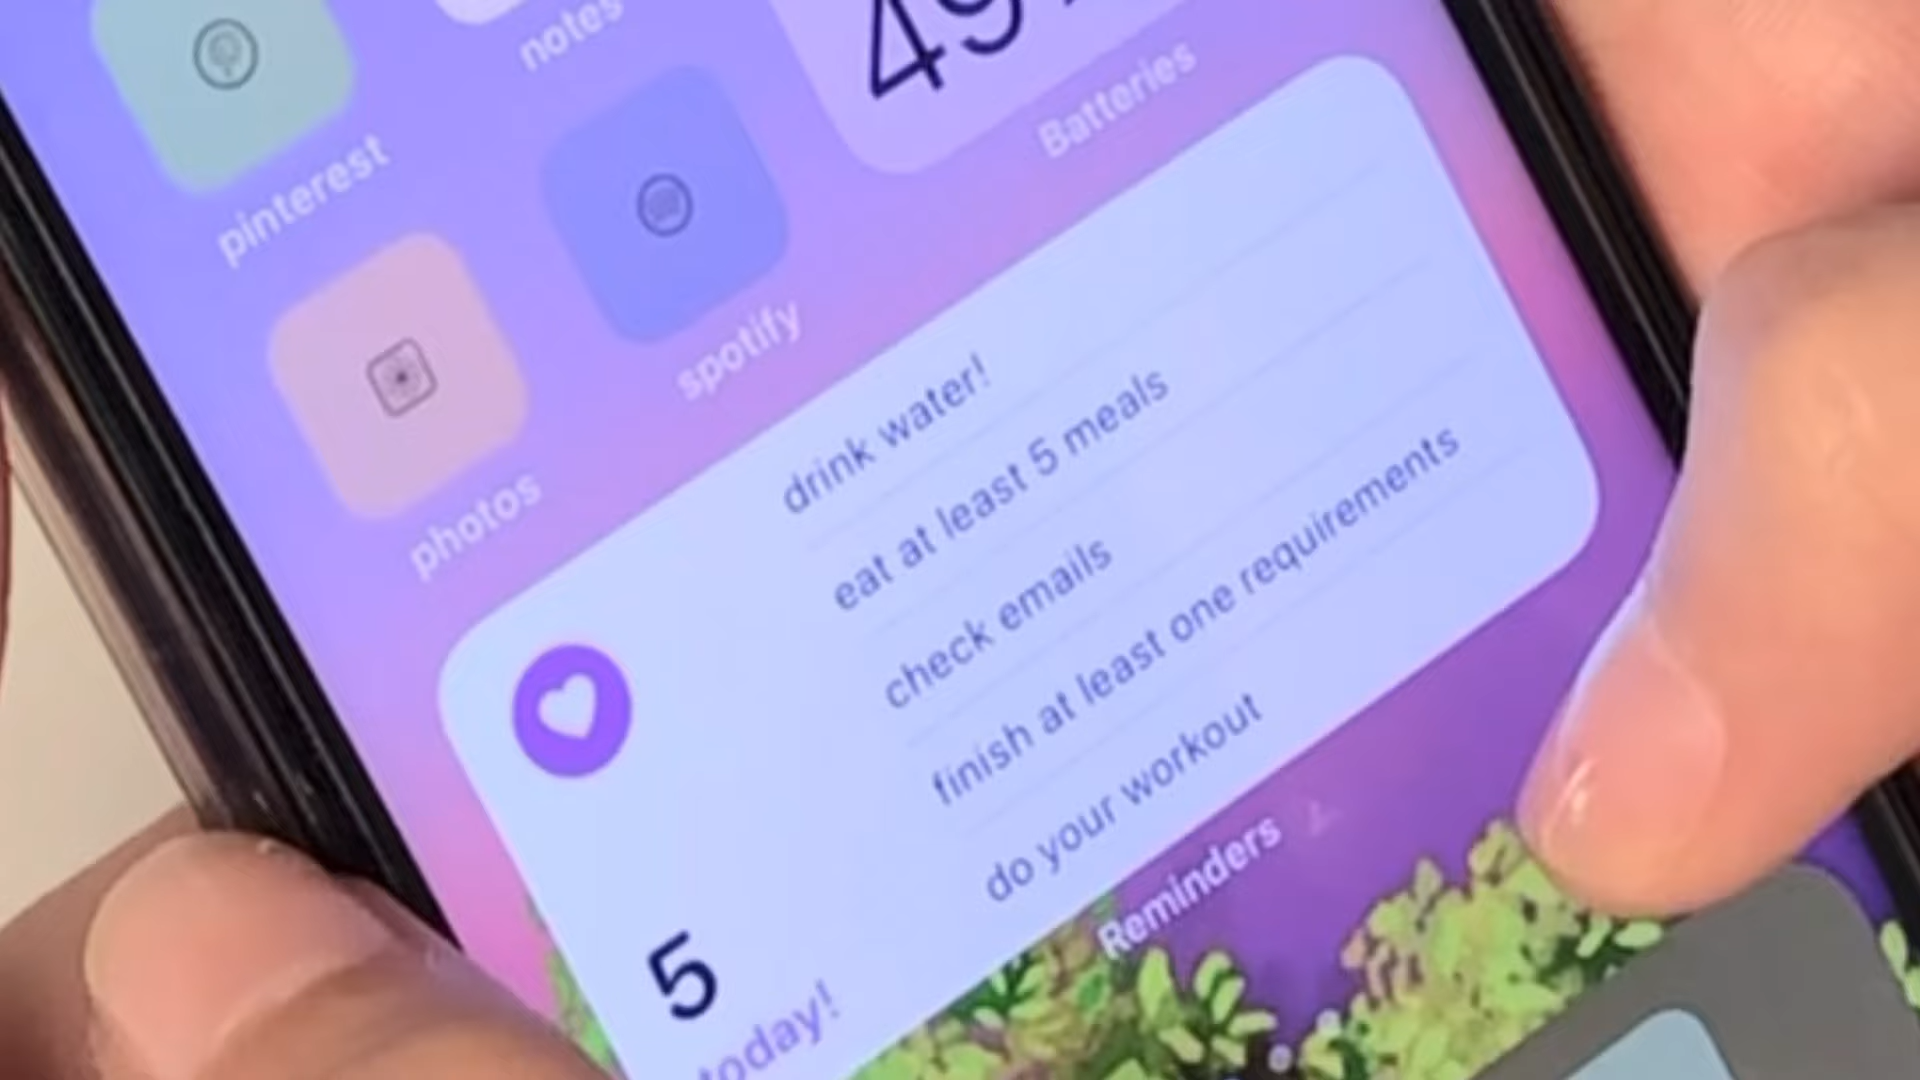 notes
49%
Batteries
pinterest
spotify
photos
drink water!
eat at least 5 meals
check emails
finish at least one requirements
do your workout
5
today!
Reminders